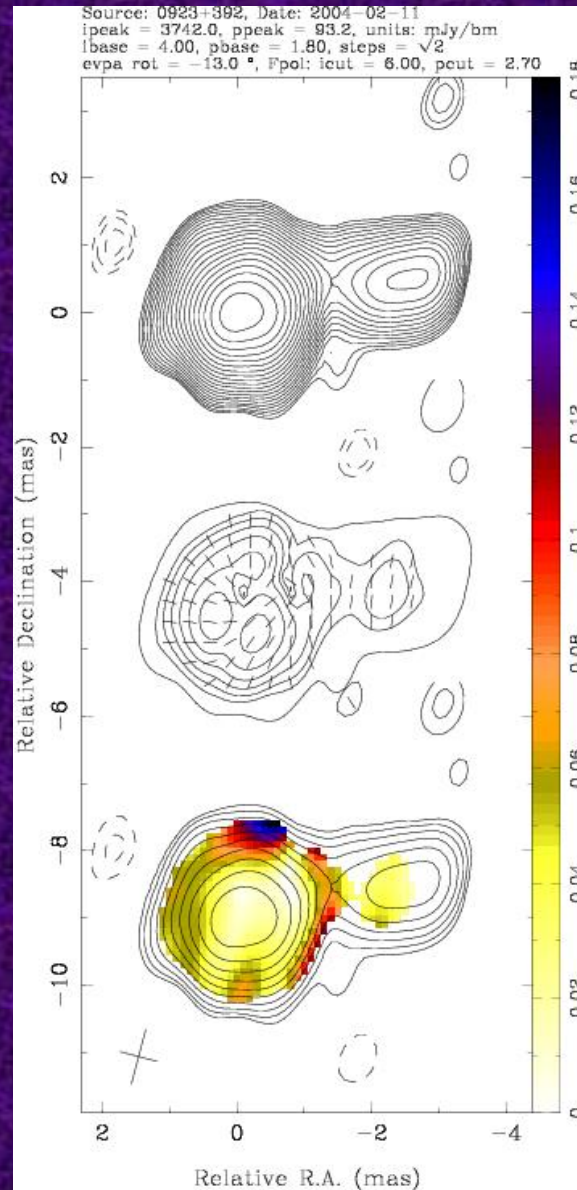 Source: 0923+392, Date: 2004-02-11
ipeak = 3742.0, ppeak = 93.2, units: mJy/bm
lbase = 4.00, pbase = 1.80, steps = √2
evpa rot = −13.0 °, Fpol: icut = 6.00, pcut = 2.70
Relative Declination (mas)
2
0
−2
−4
−6
−8
−10
0.18
0.16
0.14
0.12
0.1
0.08
0.06
0.04
0.02
0
2 0 −2 −4
Relative R.A. (mas)